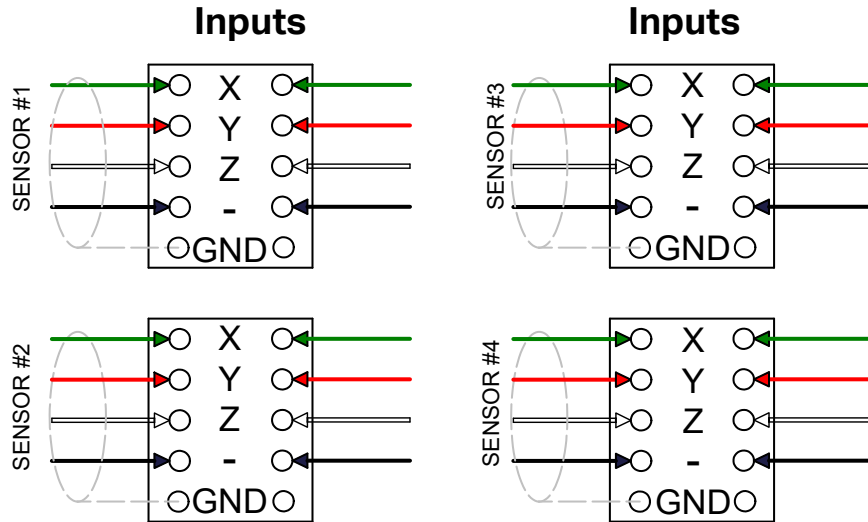 Inputs
SENSOR #1
X
Y
Z
-
GND
SENSOR #2
X
Y
Z
-
GND
Inputs
SENSOR #3
X
Y
Z
-
GND
SENSOR #4
X
Y
Z
-
GND